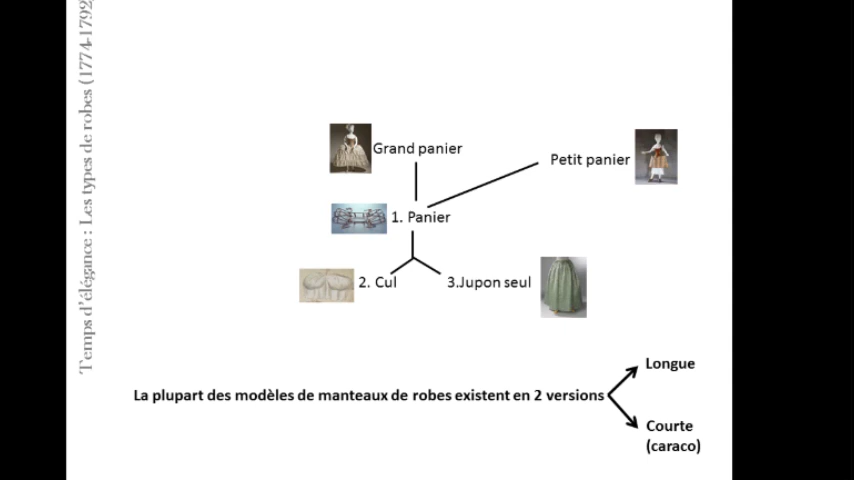 Temps d'élégance : Les types de robes (1774-1792)
Grand panier
Petit panier
1. Panier
2. Cul
3.Jupon seul
Longue
La plupart des modèles de manteaux de robes existent en 2 versions
Courte
(caraco)